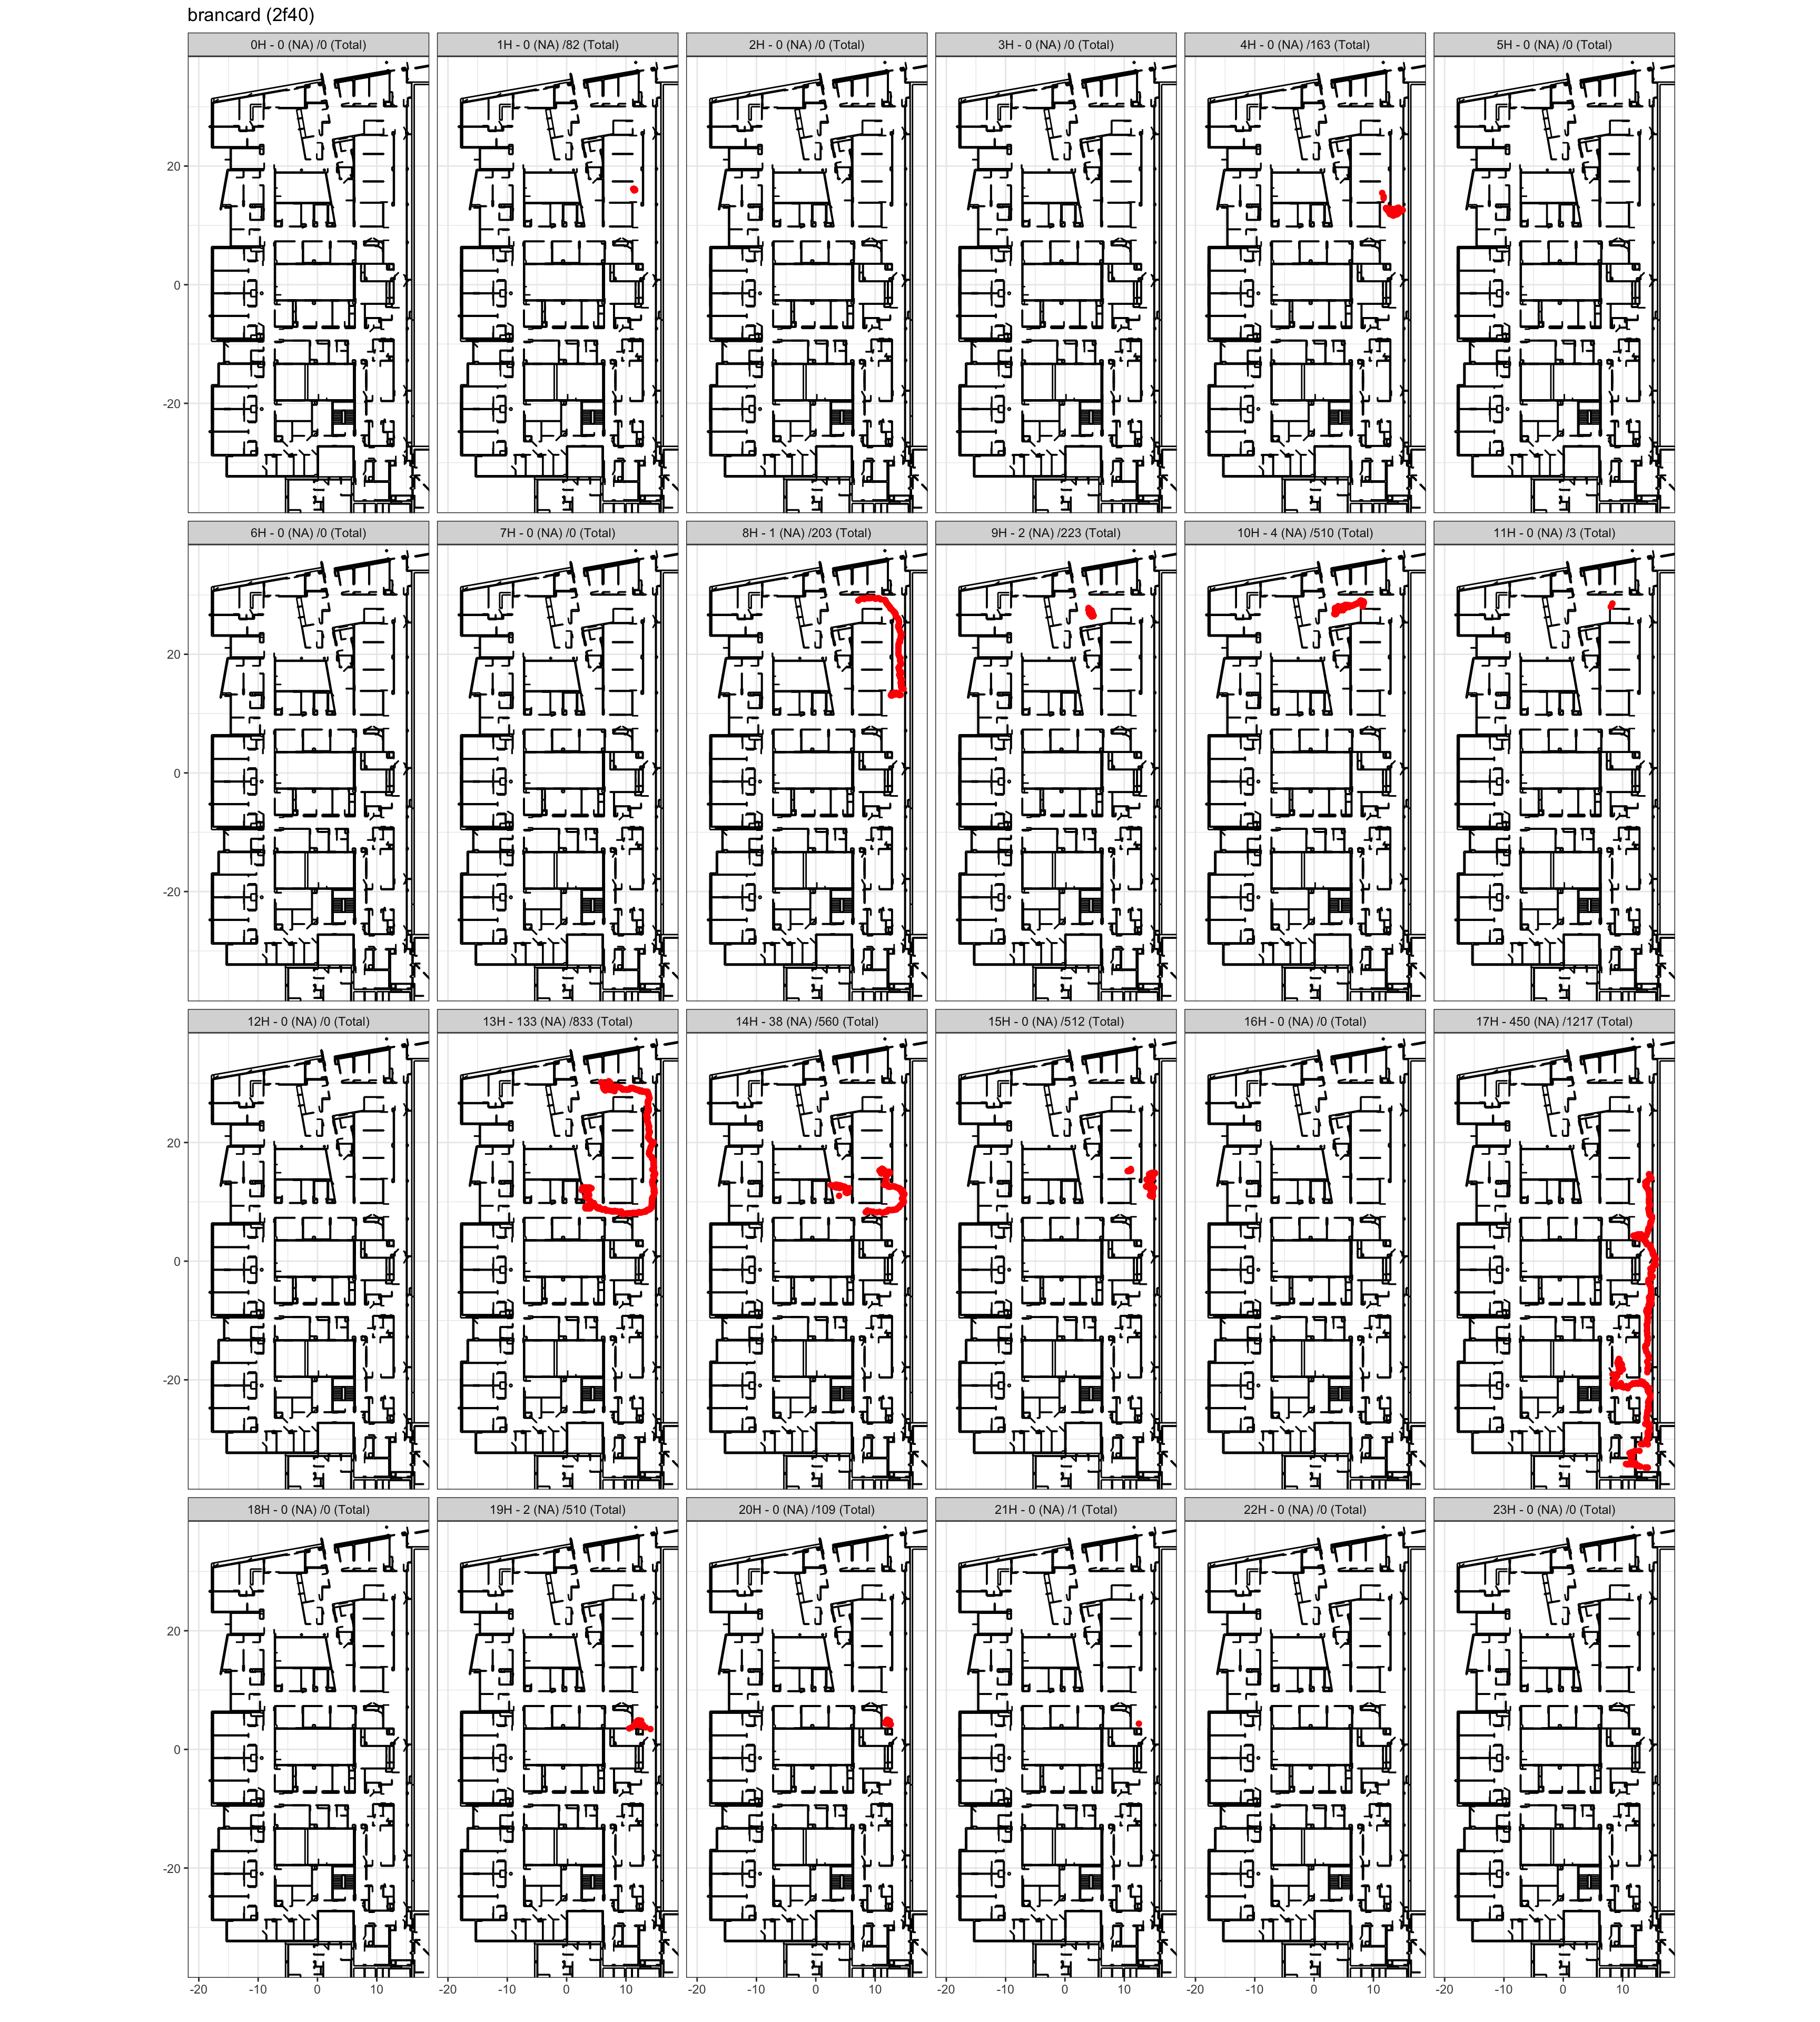 brancard (2f40)
0H - 0 (NA) /0 (Total)
1H - 0 (NA) /82 (Total)
2H - 0 (NA) /0 (Total)
3H - 0 (NA) /0 (Total)
4H - 0 (NA) /163 (Total)
5H - 0 (NA) /0 (Total)
20
0
-20
6H - 0 (NA) /0 (Total)
7H - 0 (NA) /0 (Total)
8H - 1 (NA) /203 (Total)
9H - 2 (NA) /223 (Total)
10H - 4 (NA) /510 (Total)
11H - 0 (NA) /3 (Total)
20
0
-20
12H - 0 (NA) /0 (Total)
13H - 133 (NA) /833 (Total)
14H - 38 (NA) /560 (Total)
15H - 0 (NA) /512 (Total)
16H - 0 (NA) /0 (Total)
17H - 450 (NA) /1217 (Total)
20
0
-20
18H - 0 (NA) /0 (Total)
19H - 2 (NA) /510 (Total)
20H - 0 (NA) /109 (Total)
21H - 0 (NA) /1 (Total)
22H - 0 (NA) /0 (Total)
23H - 0 (NA) /0 (Total)
20
0
-20
-20 -10 0 10
-20 -10 0 10
-20 -10 0 10
-20 -10 0 10
-20 -10 0 10
-20 -10 0 10